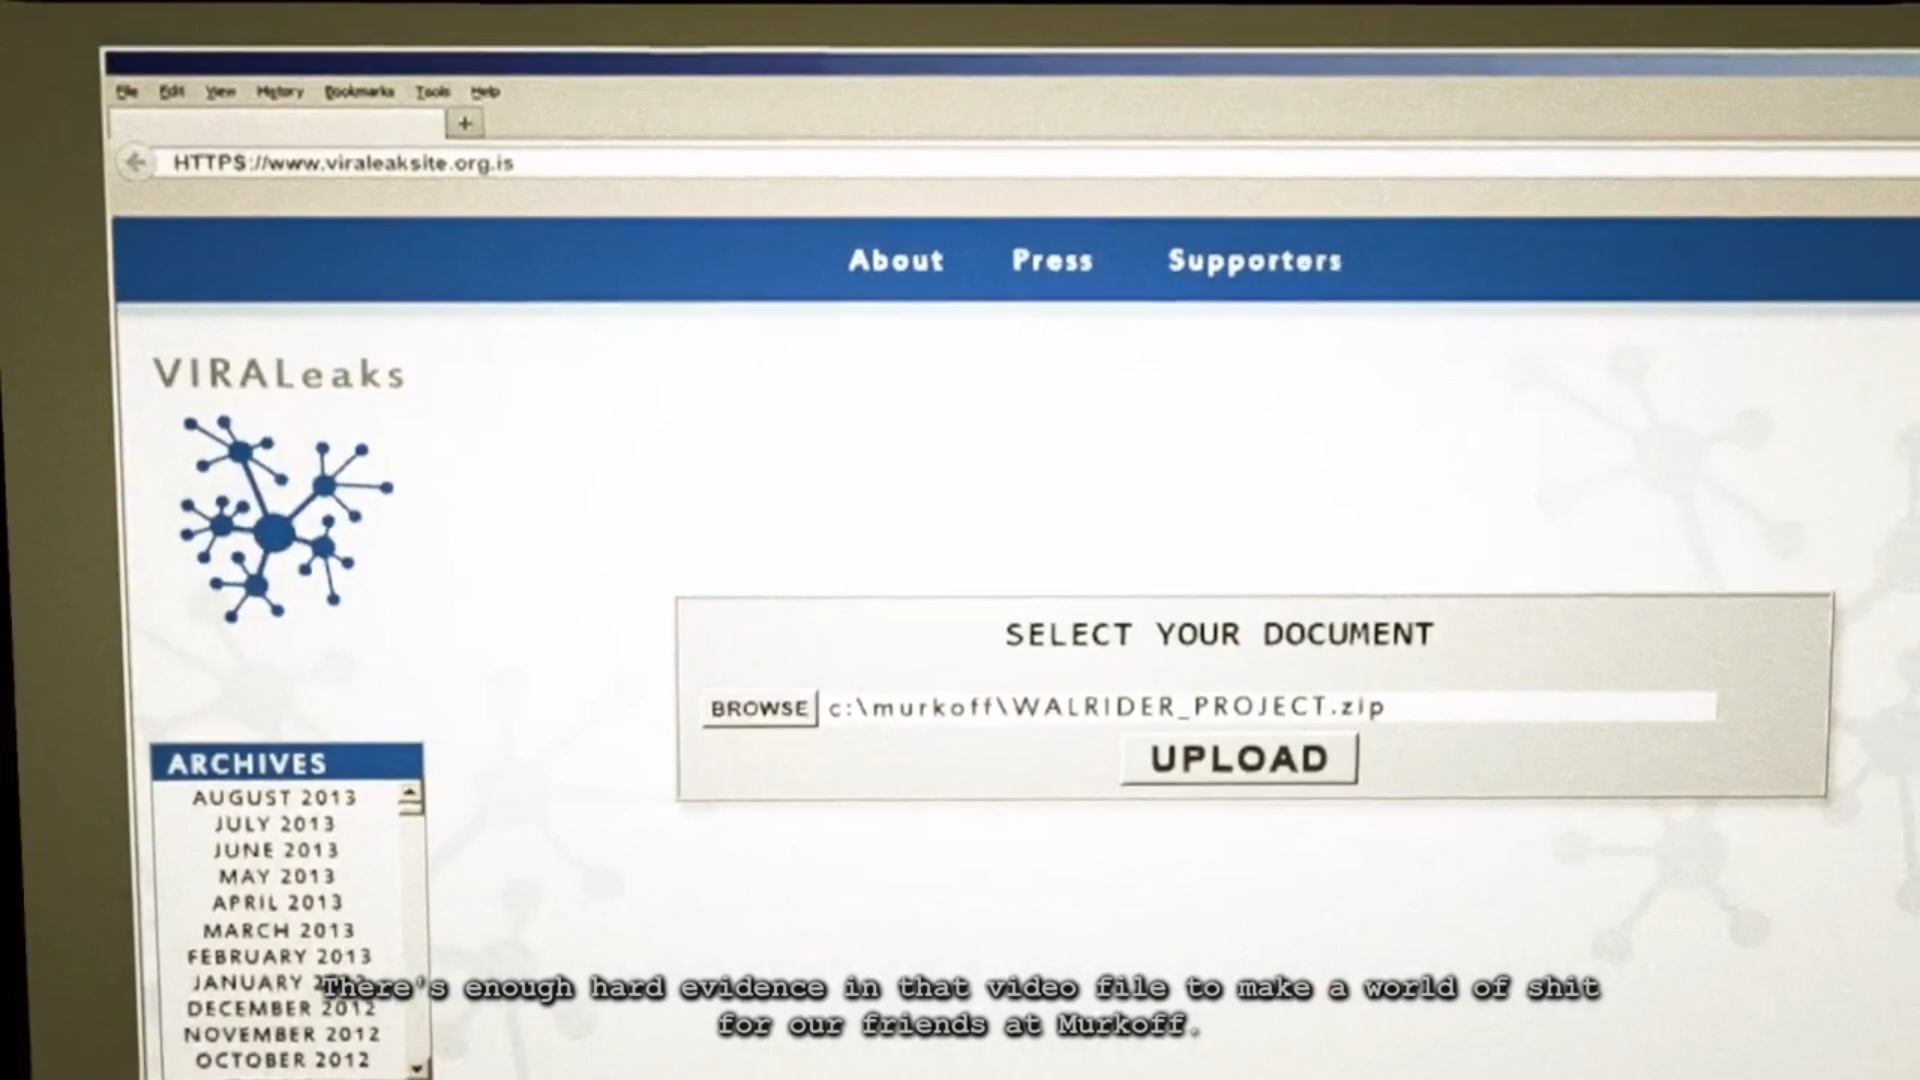 File Edit View History Bookmarks Tools Help
+
HTTPS://www.viraleaksite.org.is
About Press Supporters
VIRALeaks
SELECT YOUR DOCUMENT
BROWSE c:\murkoff\WALRIDER_PROJECT.zip
UPLOAD
ARCHIVES
AUGUST 2013
JULY 2013
JUNE 2013
MAY 2013
APRIL 2013
MARCH 2013
FEBRUARY 2013
JANUARY 2013
DECEMBER 2012
NOVEMBER 2012
OCTOBER 2012
There's enough hard evidence in that video file to make a world of shit
for our friends at Murkoff.